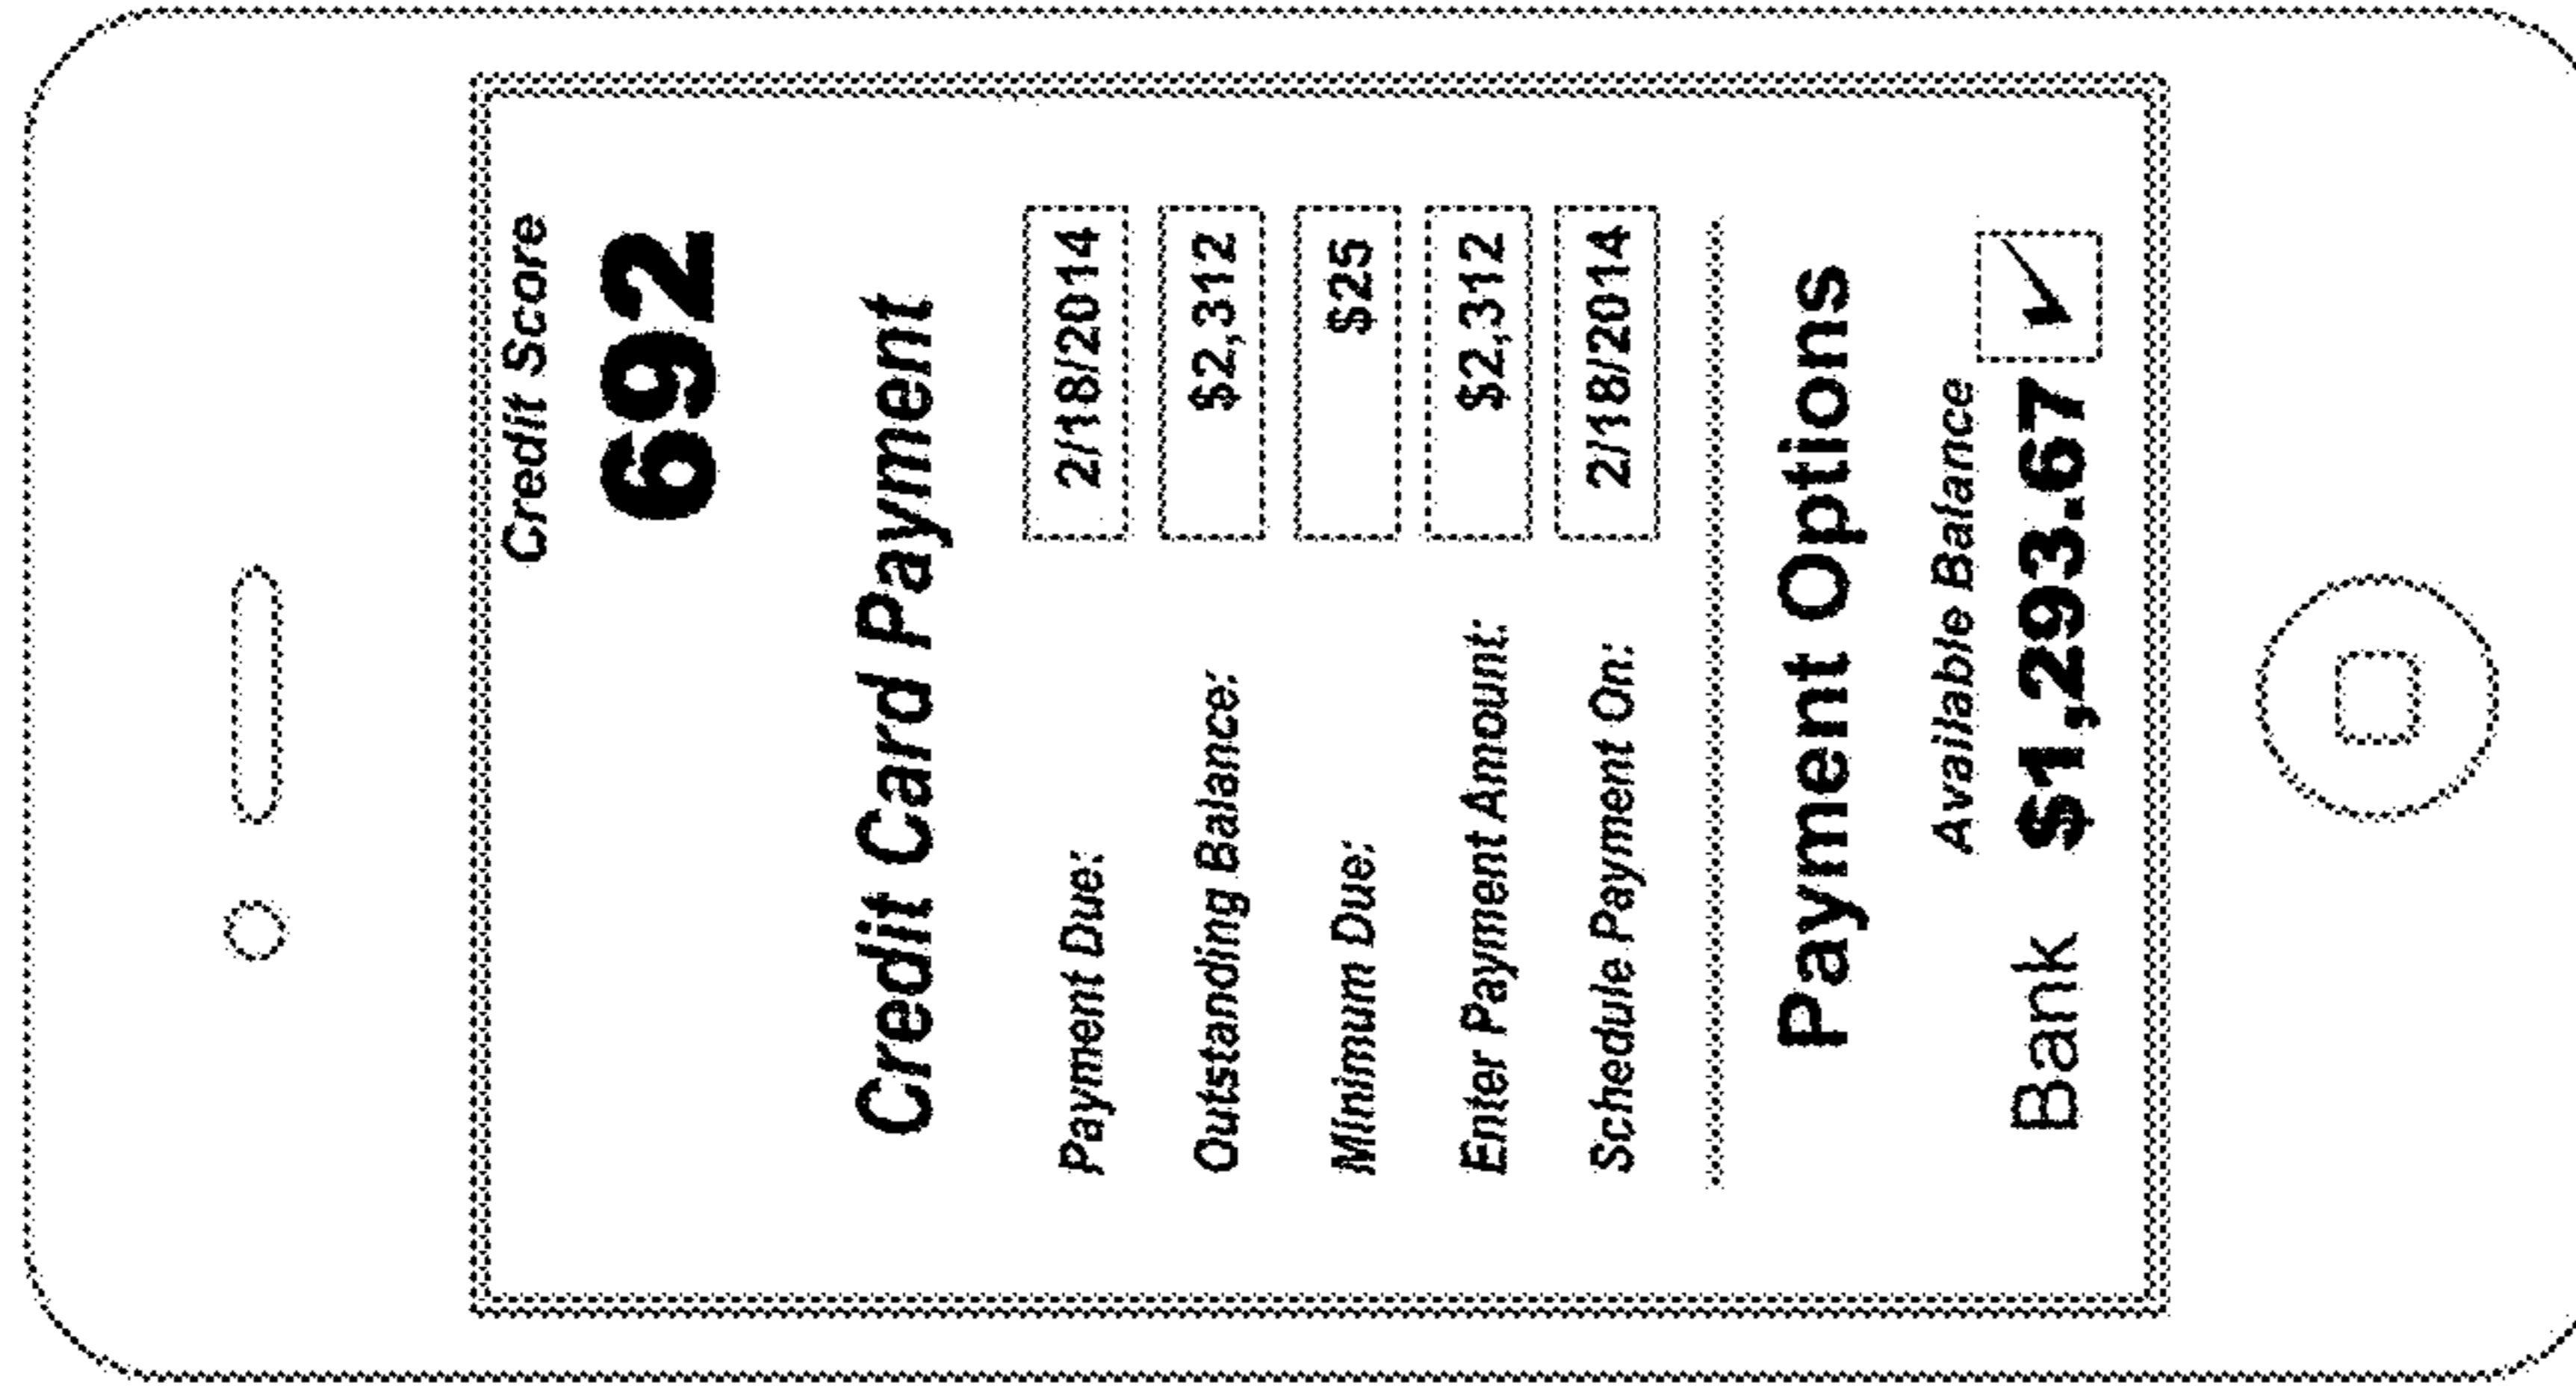 Credit Score
692
Credit Card Payment
Payment Due: 2/18/2014
Outstanding Balance: $2,312
Minimum Due: $25
Enter Payment Amount: $2,312
Schedule Payment On: 2/18/2014
Payment Options
Available Balance
Bank $1,293.67